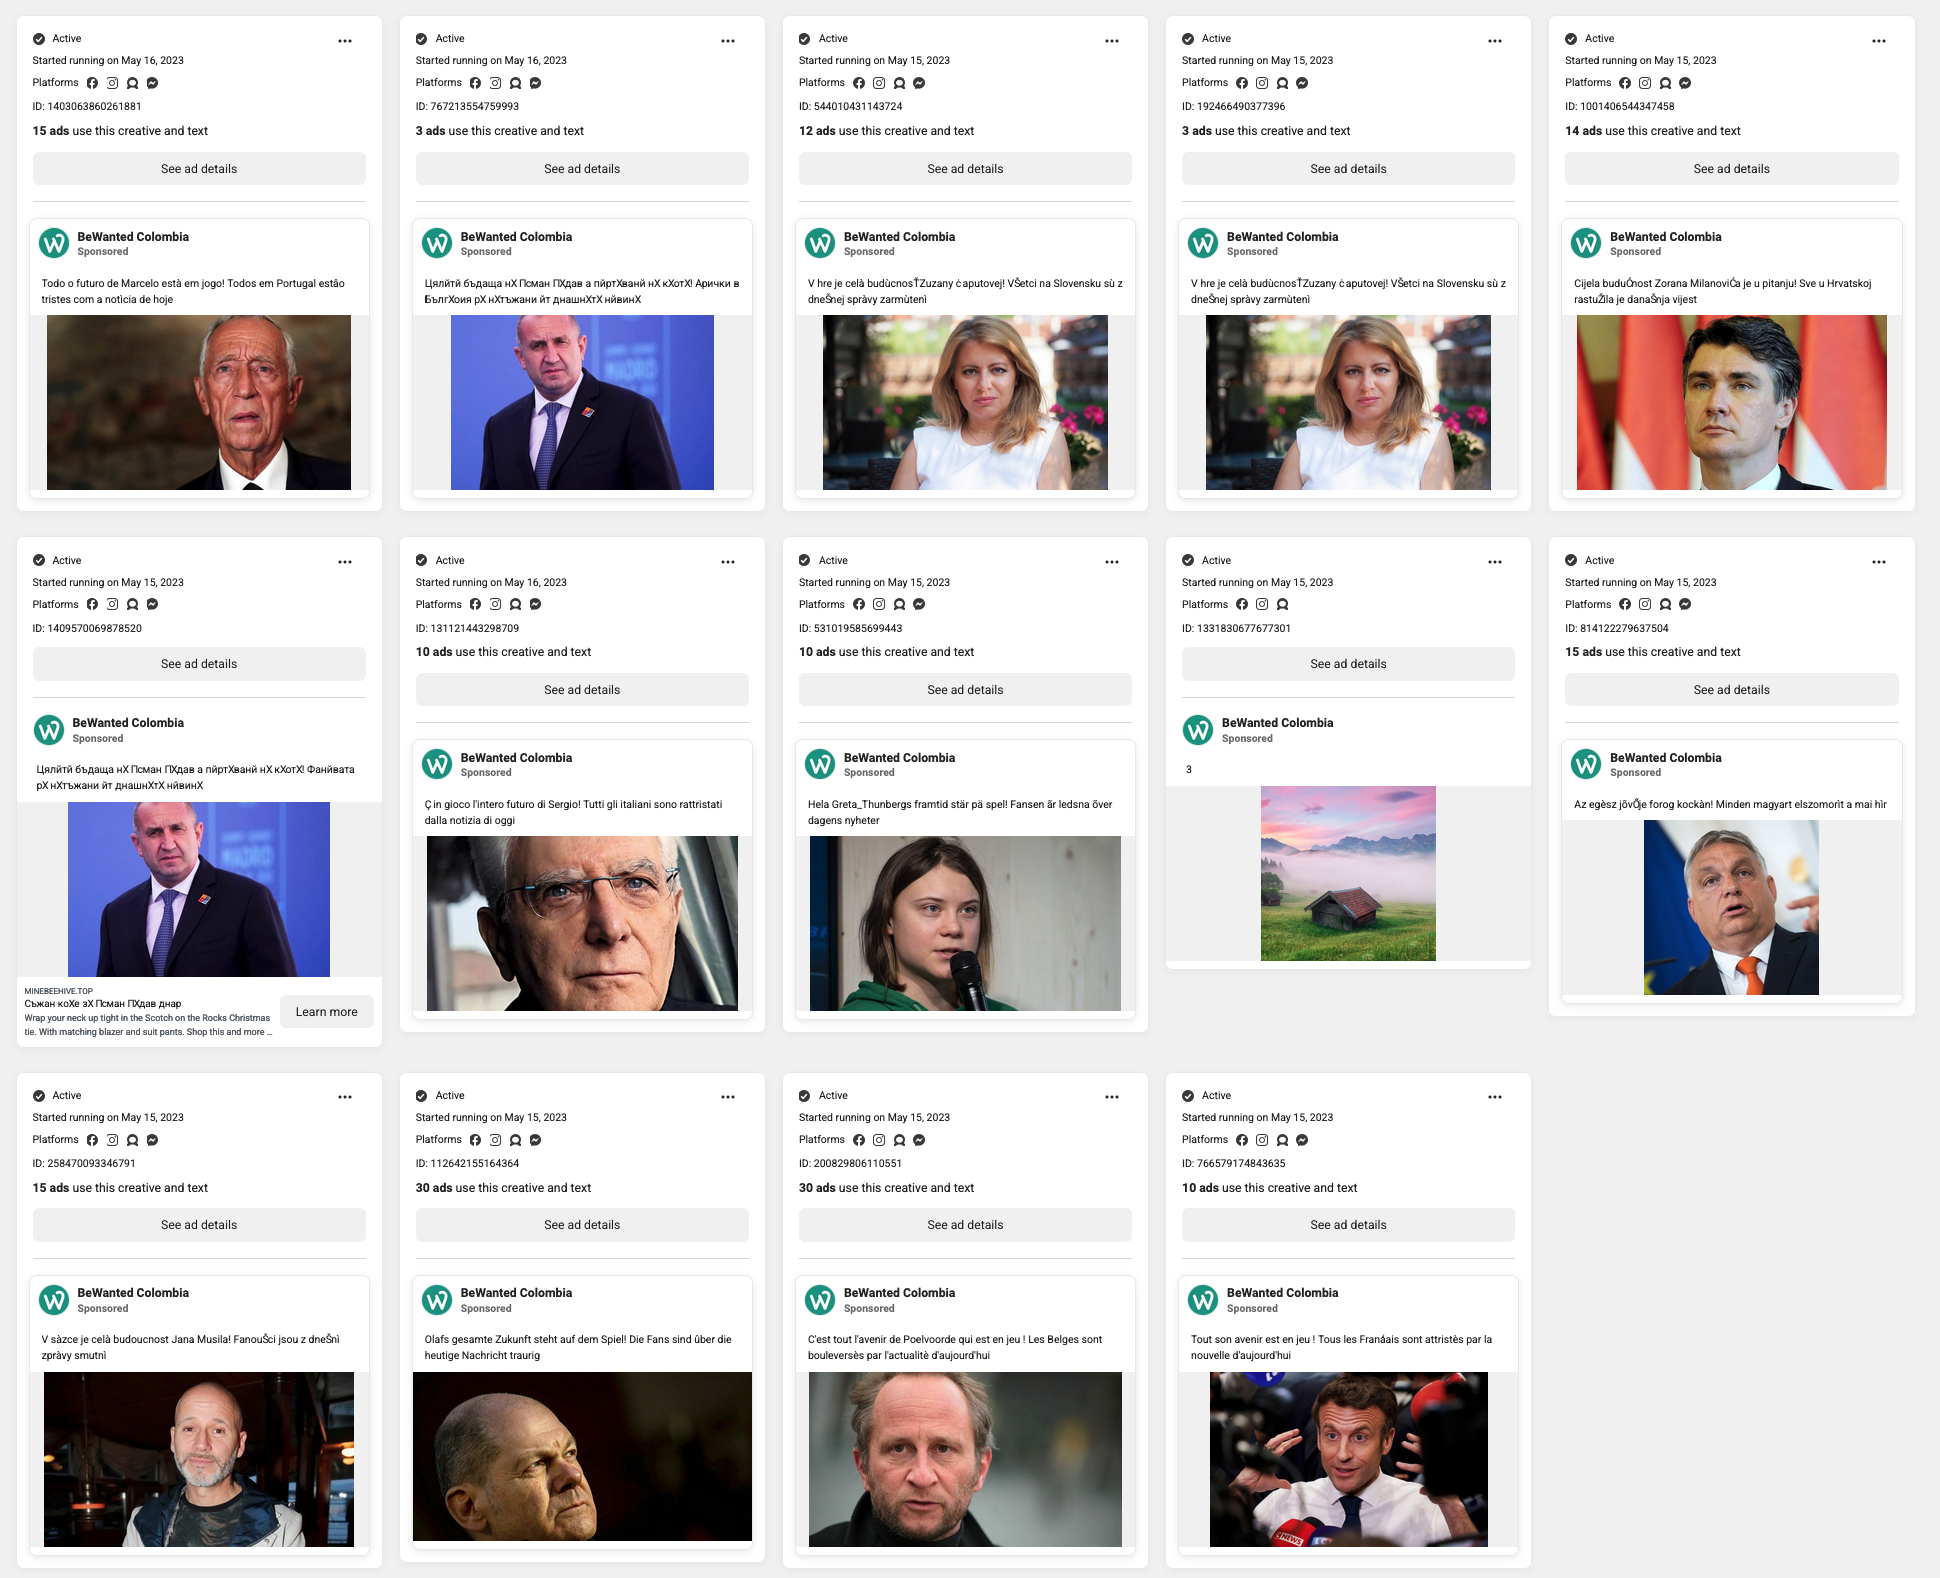 Active
Started running on May 16, 2023
Platforms
ID: 1403063860261881
15 ads use this creative and text
See ad details
BeWanted Colombia
Sponsored
Todo o futuro de Marcelo està em jogo! Todos em Portugal estâo
tristes com a notìcia de hoje
Active
Started running on May 16, 2023
Platforms
ID: 767213554759993
3 ads use this creative and text
See ad details
BeWanted Colombia
Sponsored
Цялйтй бъдаща нХ Псман ПХдав а пйртХванй нХ кХотХ! Арички в
БългХоия рХ нХтъжани йт днашнХтХ нйвинХ
Active
Started running on May 15, 2023
Platforms
ID: 544010431143724
12 ads use this creative and text
See ad details
BeWanted Colombia
Sponsored
V hre je celà budùcnosŤZuzany ċaputovej! VŠetci na Slovensku sù z
dneŠnej spràvy zarmùtenì
Active
Started running on May 15, 2023
Platforms
ID: 192466490377396
3 ads use this creative and text
See ad details
BeWanted Colombia
Sponsored
V hre je celà budùcnosŤZuzany ċaputovej! VŠetci na Slovensku sù z
dneŠnej spràvy zarmùtenì
Active
Started running on May 15, 2023
Platforms
ID: 1001406544347458
14 ads use this creative and text
See ad details
BeWanted Colombia
Sponsored
Cijela buduĆnost Zorana MilanoviĆa je u pitanju! Sve u Hrvatskoj
rastuŽila je danaŠnja vijest
Active
Started running on May 15, 2023
Platforms
ID: 1409570069878520
See ad details
BeWanted Colombia
Sponsored
Цялйтй бъдаща нХ Псман ПХдав а пйртХванй нХ кХотХ! Фанйвата
рХ нХтъжани йт днашнХтХ нйвинХ
MINEBEEHIVE.TOP
Съжан коХе зХ Псман ПХдав днар
Wrap your neck up tight in the Scotch on the Rocks Christmas
tie. With matching blazer and suit pants. Shop this and more ...
Learn more
Active
Started running on May 16, 2023
Platforms
ID: 131121443298709
10 ads use this creative and text
See ad details
BeWanted Colombia
Sponsored
Ç in gioco l'intero futuro di Sergio! Tutti gli italiani sono rattristati
dalla notizia di oggi
Active
Started running on May 15, 2023
Platforms
ID: 531019585699443
10 ads use this creative and text
See ad details
BeWanted Colombia
Sponsored
Hela Greta_Thunbergs framtid stär pä spel! Fansen ãr ledsna õver
dagens nyheter
Active
Started running on May 15, 2023
Platforms
ID: 1331830677677301
See ad details
BeWanted Colombia
Sponsored
3
Active
Started running on May 15, 2023
Platforms
ID: 814122279637504
15 ads use this creative and text
See ad details
BeWanted Colombia
Sponsored
Az egèsz jõvŐje forog kockàn! Minden magyart elszomorìt a mai hìr
Active
Started running on May 15, 2023
Platforms
ID: 258470093346791
15 ads use this creative and text
See ad details
BeWanted Colombia
Sponsored
V sàzce je celà budoucnost Jana Musila! FanouŠci jsou z dneŠnì
zpràvy smutnì
Active
Started running on May 15, 2023
Platforms
ID: 112642155164364
30 ads use this creative and text
See ad details
BeWanted Colombia
Sponsored
Olafs gesamte Zukunft steht auf dem Spiel! Die Fans sind ûber die
heutige Nachricht traurig
Active
Started running on May 15, 2023
Platforms
ID: 200829806110551
30 ads use this creative and text
See ad details
BeWanted Colombia
Sponsored
C'est tout l'avenir de Poelvoorde qui est en jeu ! Les Belges sont
bouleversès par l'actualitè d'aujourd'hui
Active
Started running on May 15, 2023
Platforms
ID: 766579174843635
10 ads use this creative and text
See ad details
BeWanted Colombia
Sponsored
Tout son avenir est en jeu ! Tous les Franáais sont attristès par la
nouvelle d'aujourd'hui